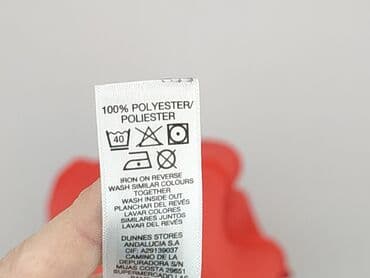 100% POLYESTER/
POLIESTER
40
IRON ON REVERSE
WASH SIMILAR COLOURS
TOGETHER
WASH INSIDE OUT
PLANCHAR DEL REVÉS
LAVAR COLORES
SIMILARES JUNTOS
LAVAR DEL REVÉS
DUNNES STORES
ANDALUCIA S.A
CIF: A29139037
CAMINO DE LA
DEPURADORA S/N
MIJAS COSTA 29651